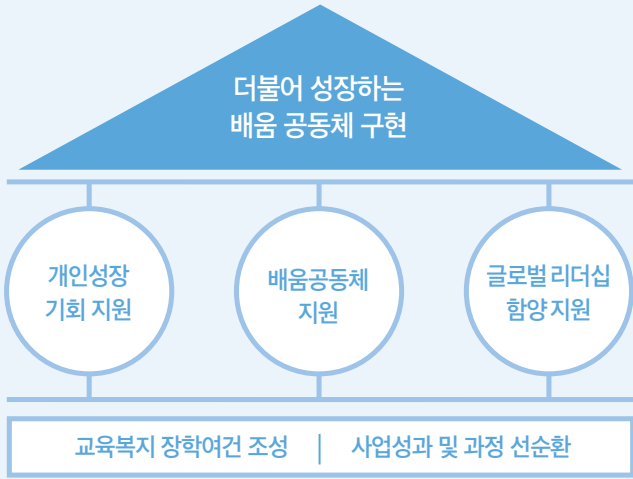 더불어 성장하는
배움 공동체 구현
개인성장
기회 지원
배움공동체
지원
글로벌 리더십
함양 지원
교육복지 장학여건 조성 | 사업성과 및 과정 선순환